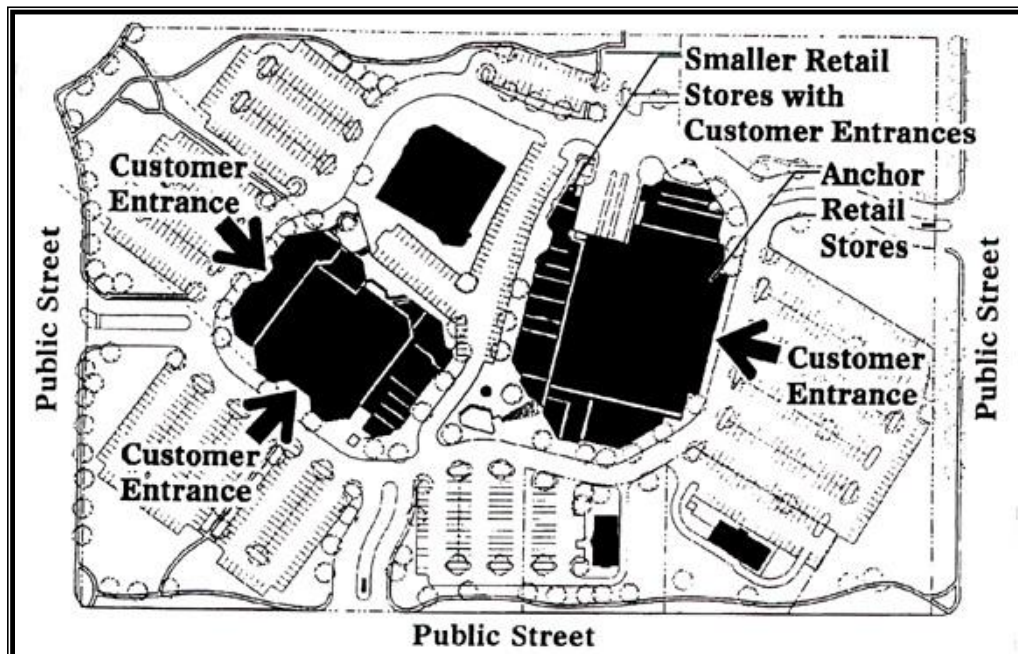 Smaller Retail
Stores with
Customer Entrances
Customer
Entrance
Anchor
Retail
Stores
Public Street
Public Street
Customer
Entrance
Customer
Entrance
Public Street